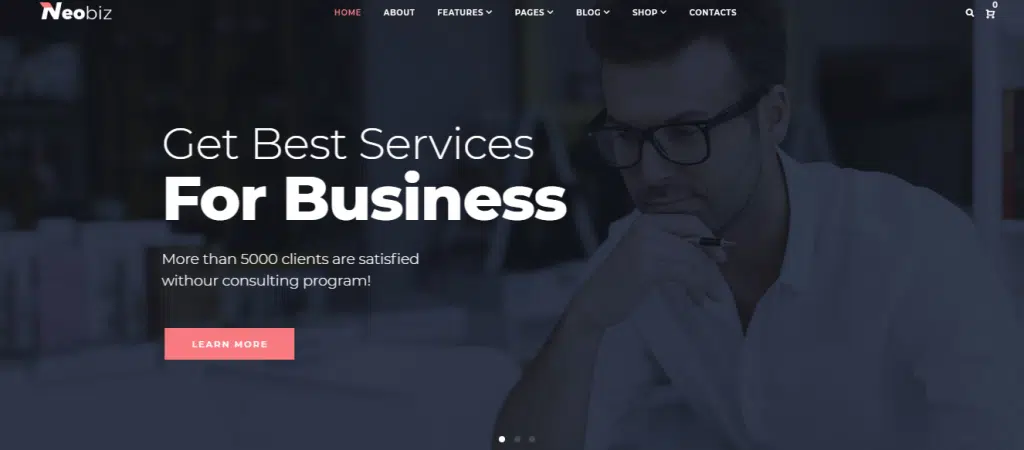 Neobiz
HOME ABOUT FEATURES PAGES BLOG SHOP CONTACTS
0
Get Best Services
For Business
More than 5000 clients are satisfied
withour consulting program!
LEARN MORE